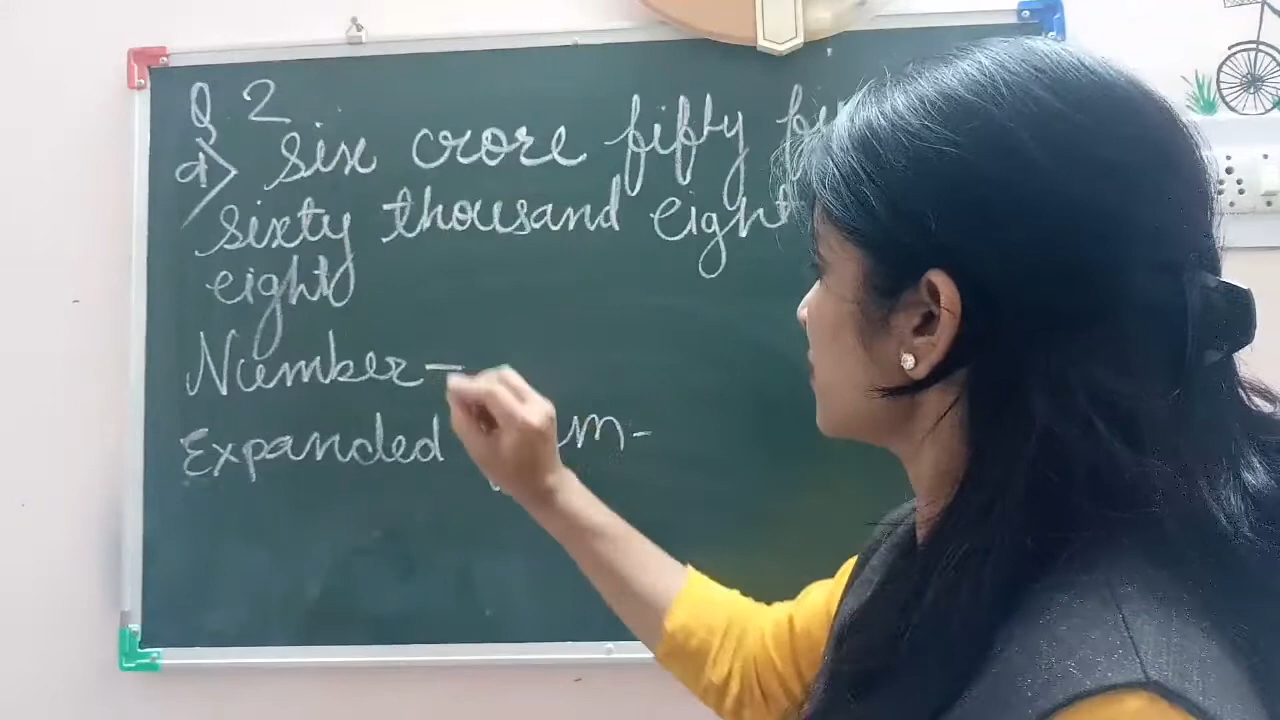 Q. 2
a) six crore fifty
sixty thousand eight
eight
Number -
Expanded